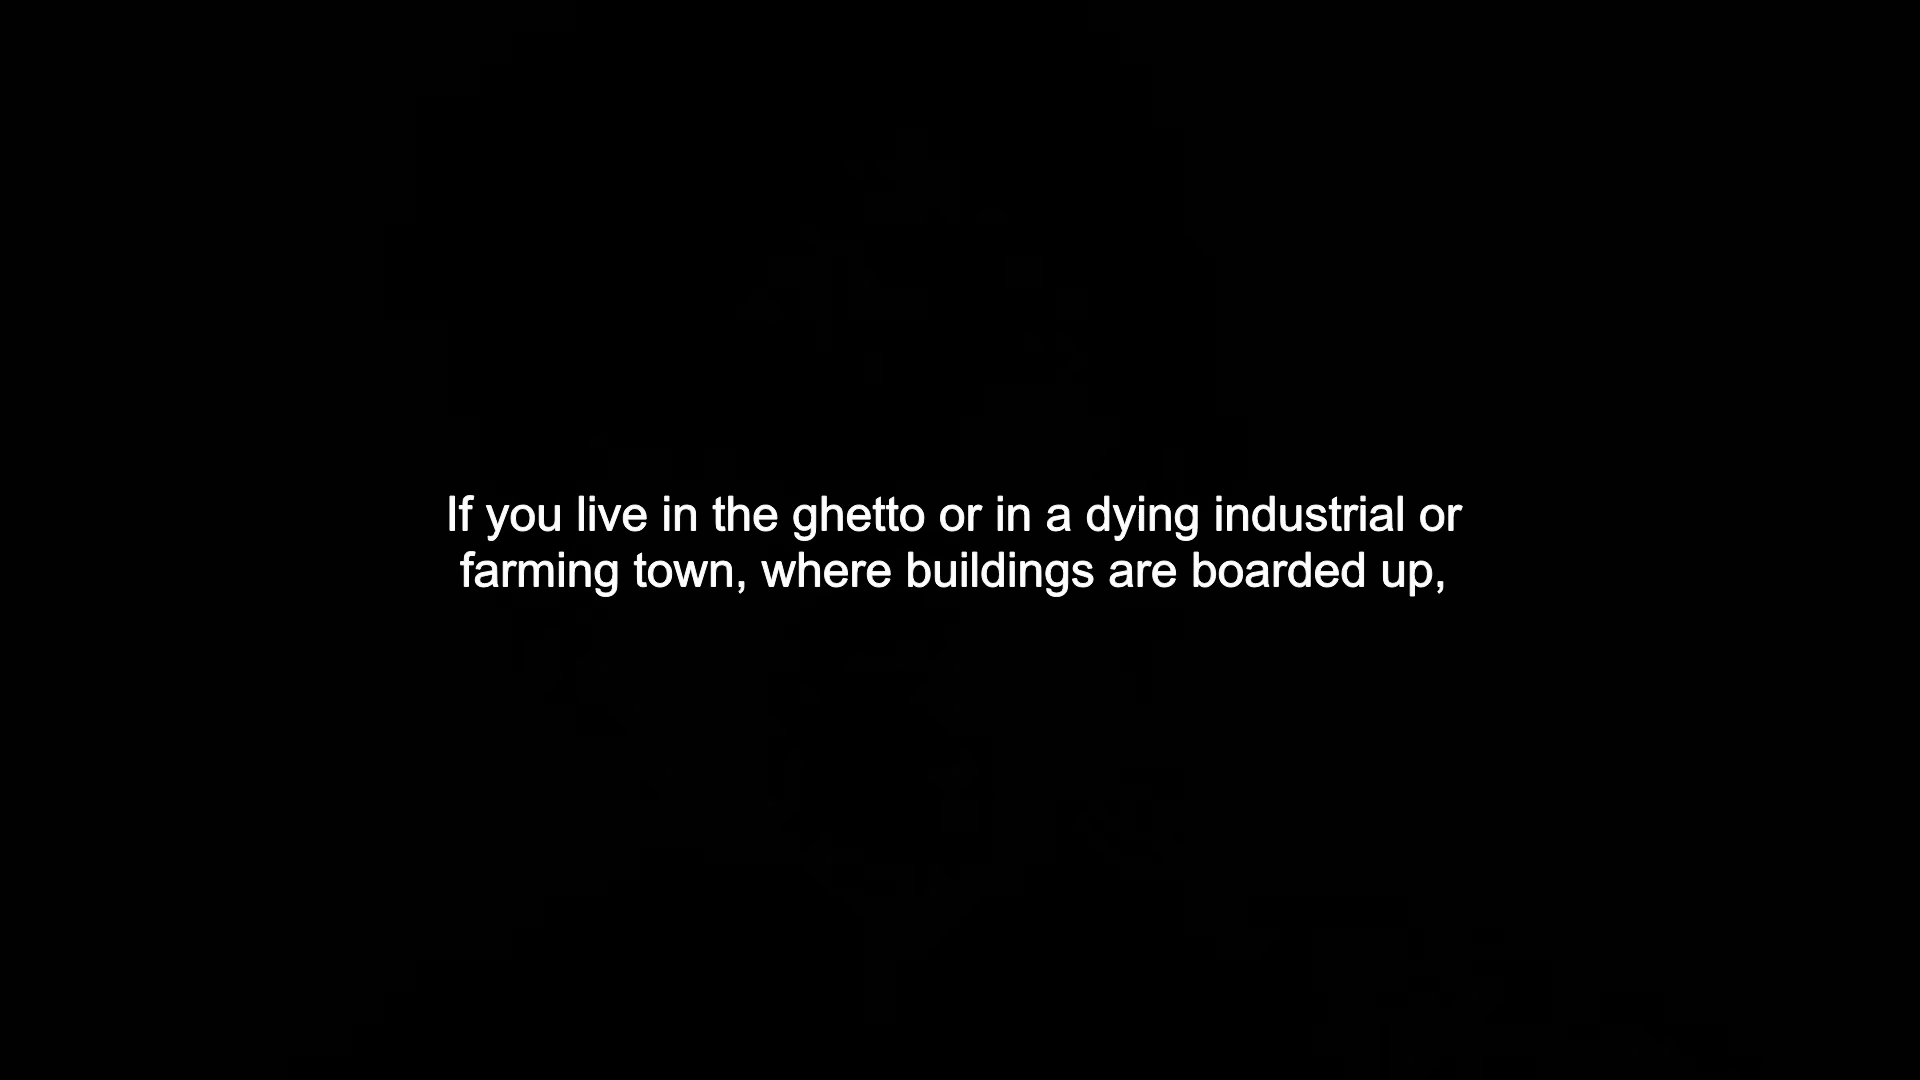 If you live in the ghetto or in a dying industrial or
farming town, where buildings are boarded up,